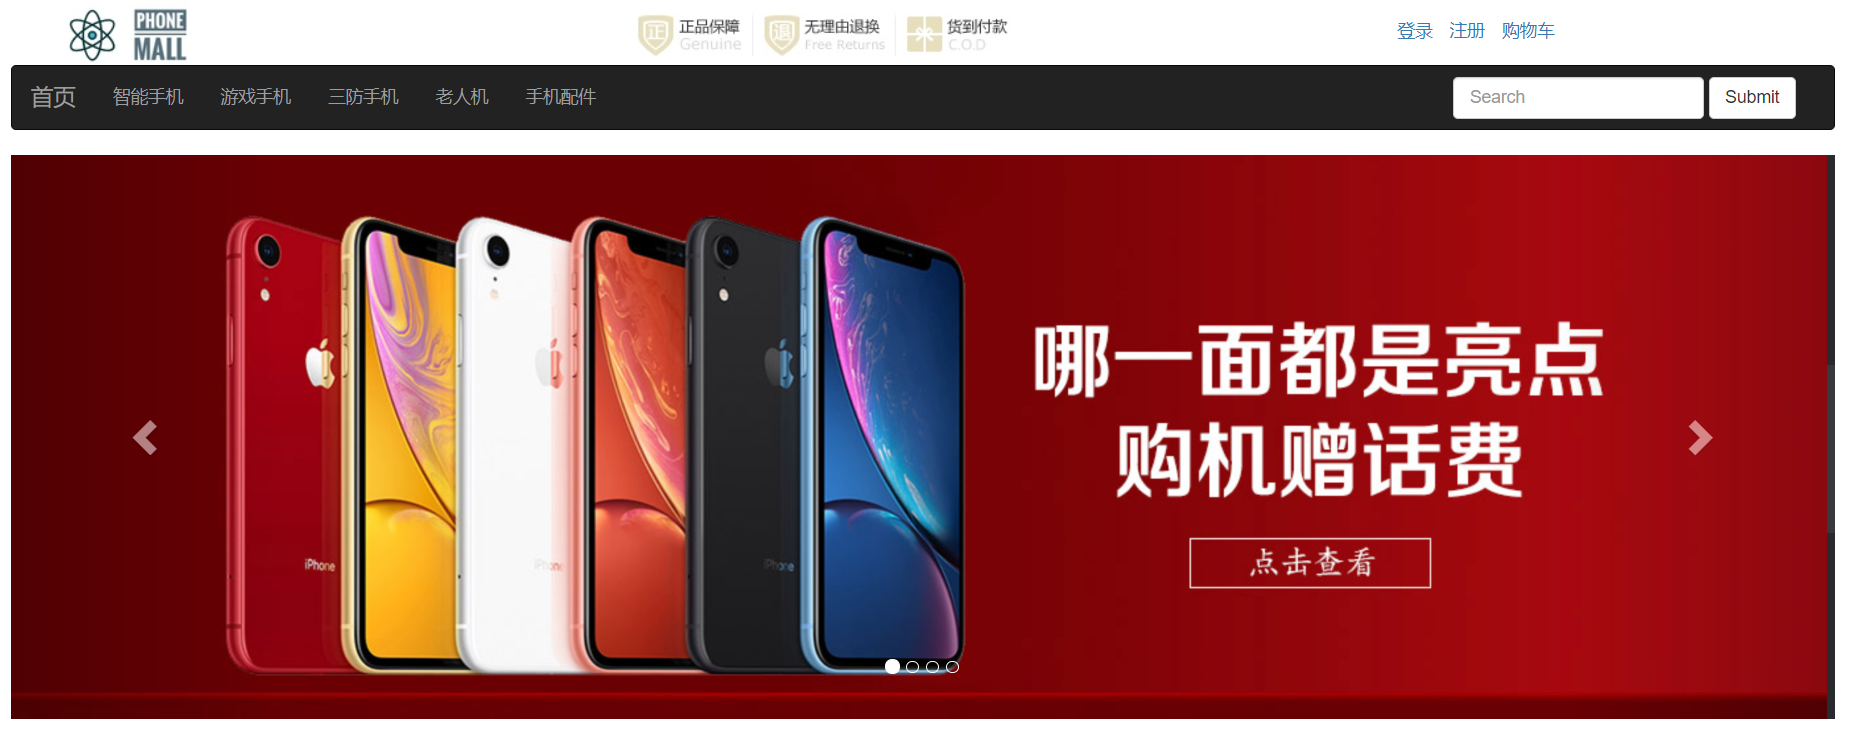 PHONE
MALL
正品保障
Genuine
无理由退换
Free Returns
货到付款
C.O.D
登录 注册 购物车
首页 智能手机 游戏手机 三防手机 老人机 手机配件 Search Submit
哪一面都是亮点
购机赠话费
点击查看
iPhone iPhone iPhone
正
退